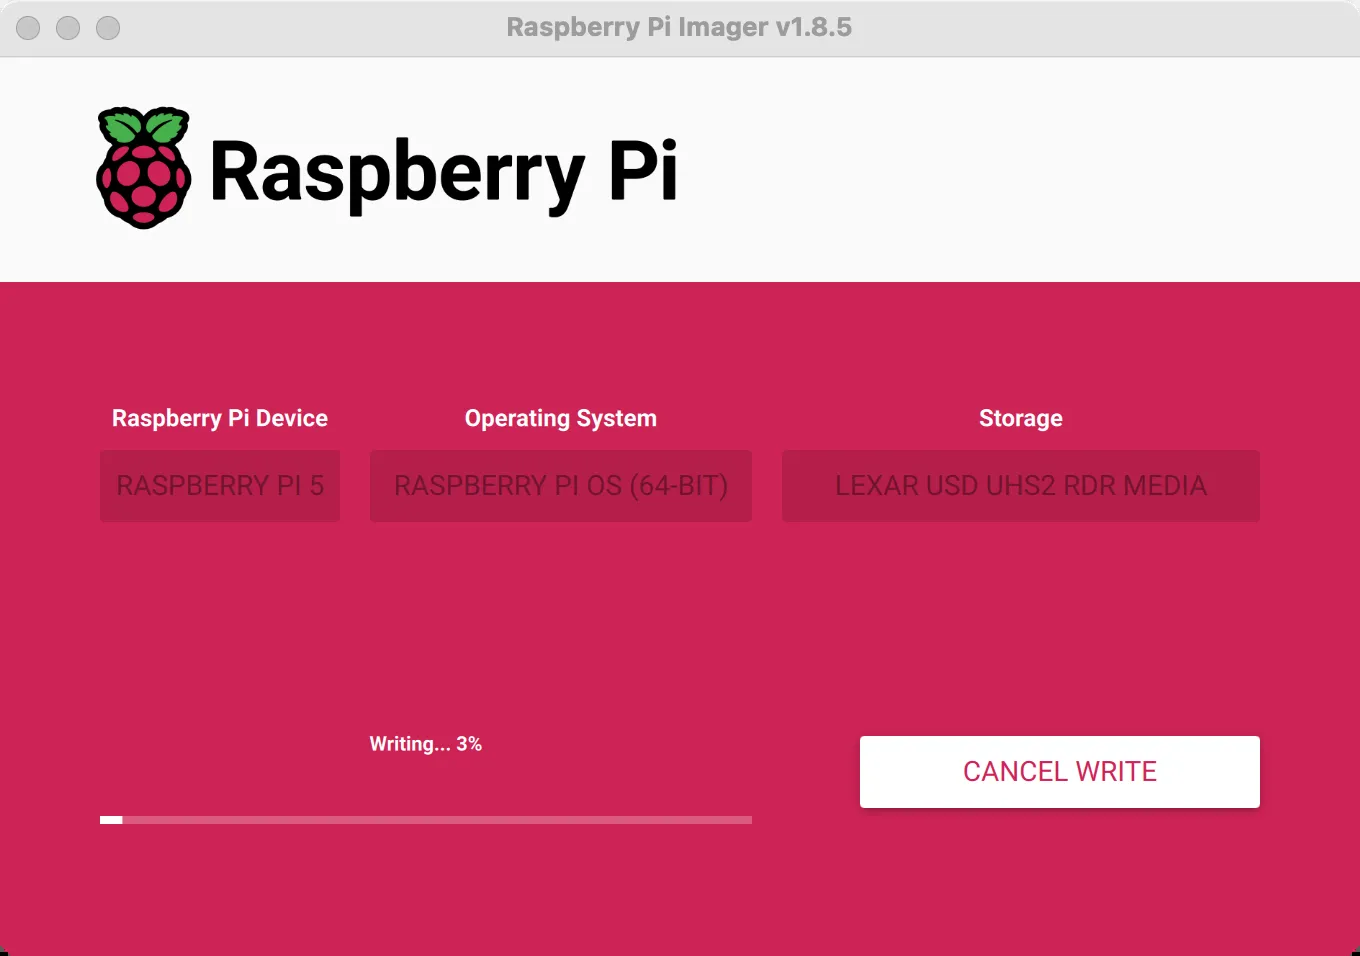 Raspberry Pi Imager v1.8.5
Raspberry Pi
Raspberry Pi Device
Operating System
Storage
RASPBERRY PI 5
RASPBERRY PI OS (64-BIT)
LEXAR USD UHS2 RDR MEDIA
Writing... 3%
CANCEL WRITE